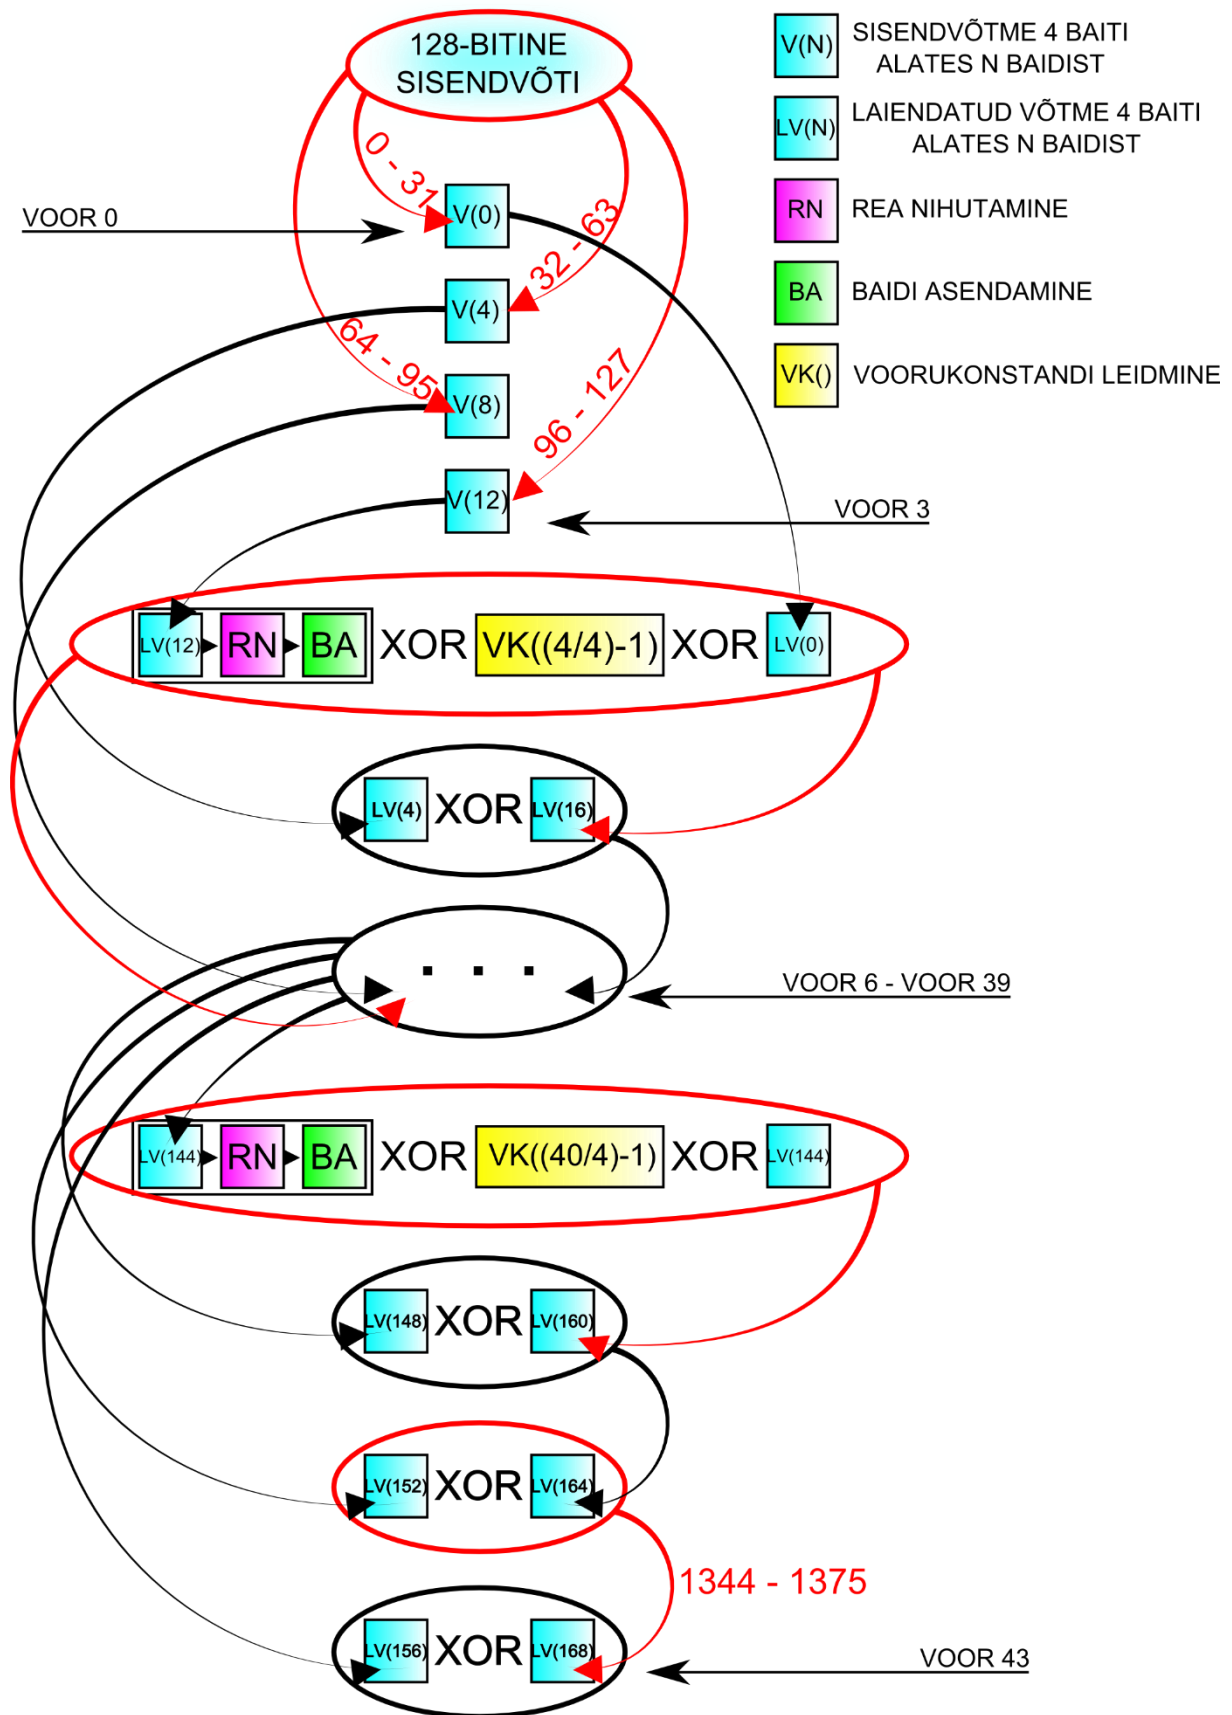 128-BITINE
SISENDVÕTI
V(N) SISENDVÕTME 4 BAITI
ALATES N BAIDIST
LV(N) LAIENDATUD VÕTME 4 BAITI
ALATES N BAIDIST
RN REA NIHUTAMINE
BA BAIDI ASENDAMINE
VK() VOORUKONSTANDI LEIDMINE
0 - 31
VOOR 0
V(0)
32 - 63
V(4)
64 - 95
V(8)
96 - 127
V(12)
VOOR 3
LV(12) RN BA XOR VK((4/4)-1) XOR LV(0)
LV(4) XOR LV(16)
. . .
VOOR 6 - VOOR 39
LV(144) RN BA XOR VK((40/4)-1) XOR LV(144)
LV(148) XOR LV(160)
LV(152) XOR LV(164)
1344 - 1375
LV(156) XOR LV(168)
VOOR 43